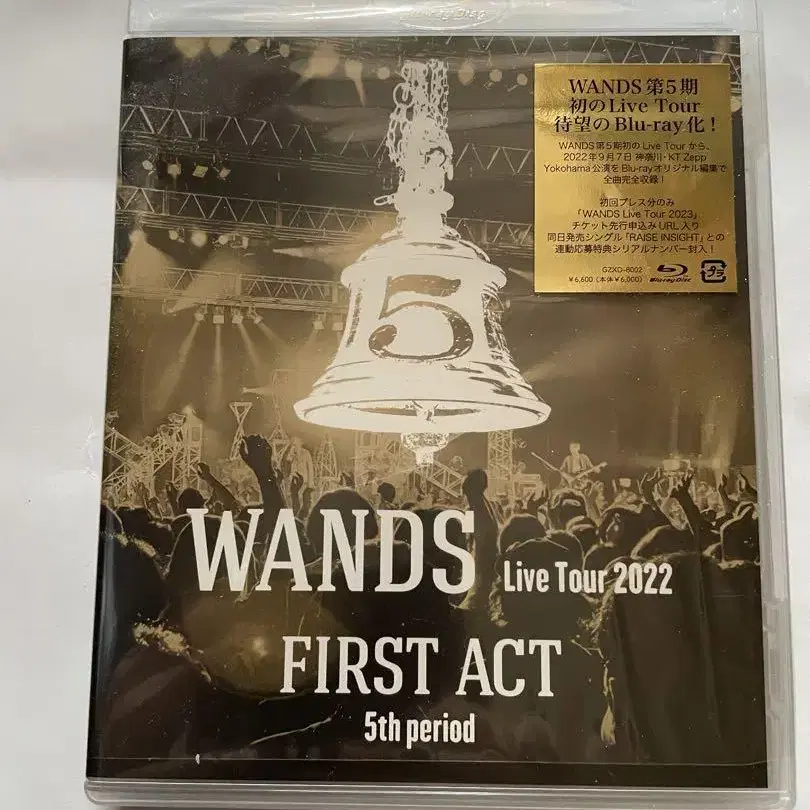 Blu-ray Disc
WANDS第5期
初のLive Tour
待望のBlu-ray化！
WANDS第5期初のLive Tourから、
2022年9月7日 神奈川・KT Zepp
Yokohama公演をBlu-rayオリジナル編集で
全曲完全収録！
初回プレス分のみ
「WANDS Live Tour 2023」
チケット先行申込みURL入り
同日発売シングル「RAISE INSIGHT」との
連動応募特典シリアルナンバー封入！
GZXD-8002
¥6,600（本体¥6,000）
Blu-ray Disc
5
WANDS Live Tour 2022
FIRST ACT
5th period